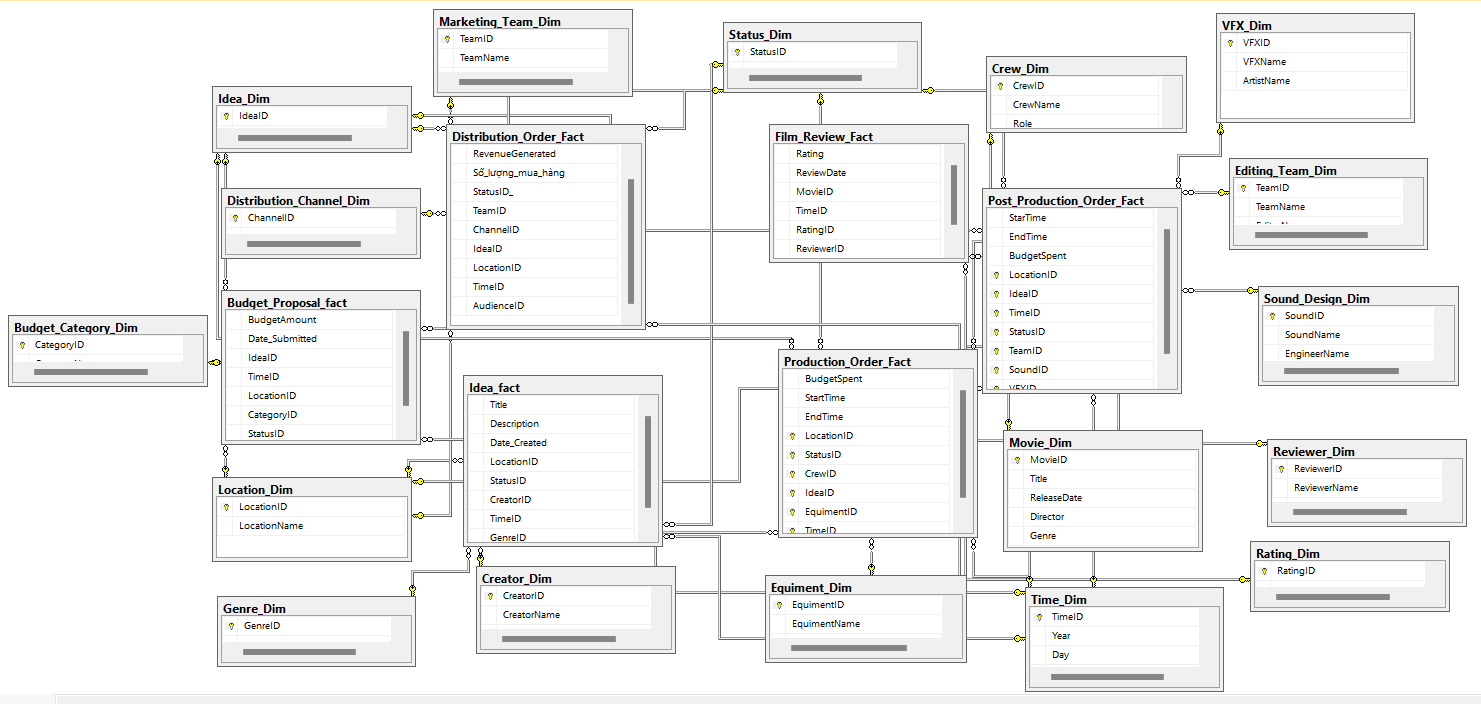 Marketing_Team_Dim
TeamID
TeamName
Status_Dim
StatusID
VFX_Dim
VFXID
VFXName
ArtistName
Crew_Dim
CrewID
CrewName
Role
Idea_Dim
IdeaID
Distribution_Order_Fact
RevenueGenerated
Số_lượng_mua_hàng
StatusID_
TeamID
ChannelID
IdeaID
LocationID
TimeID
AudienceID
Film_Review_Fact
Rating
ReviewDate
MovieID
TimeID
RatingID
ReviewerID
Editing_Team_Dim
TeamID
TeamName
Distribution_Channel_Dim
ChannelID
Post_Production_Order_Fact
StarTime
EndTime
BudgetSpent
LocationID
IdeaID
TimeID
StatusID
TeamID
SoundID
VFXID
Sound_Design_Dim
SoundID
SoundName
EngineerName
Budget_Proposal_fact
BudgetAmount
Date_Submitted
IdeaID
TimeID
LocationID
CategoryID
StatusID
Budget_Category_Dim
CategoryID
Production_Order_Fact
BudgetSpent
StartTime
EndTime
LocationID
StatusID
CrewID
IdeaID
EquimentID
TimeID
Idea_fact
Title
Description
Date_Created
LocationID
StatusID
CreatorID
TimeID
GenreID
Movie_Dim
MovieID
Title
ReleaseDate
Director
Genre
Reviewer_Dim
ReviewerID
ReviewerName
Location_Dim
LocationID
LocationName
Rating_Dim
RatingID
Creator_Dim
CreatorID
CreatorName
Equiment_Dim
EquimentID
EquimentName
Time_Dim
TimeID
Year
Day
Genre_Dim
GenreID